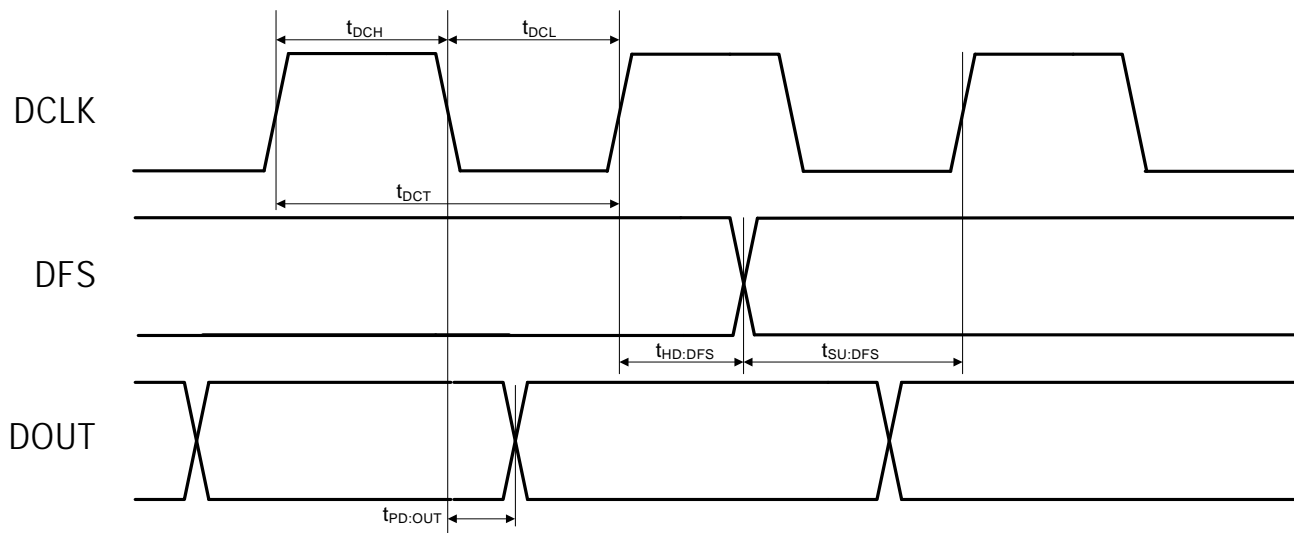 tDCH
tDCL
DCLK
tDCT
DFS
tHD:DFS
tSU:DFS
DOUT
tPD:OUT